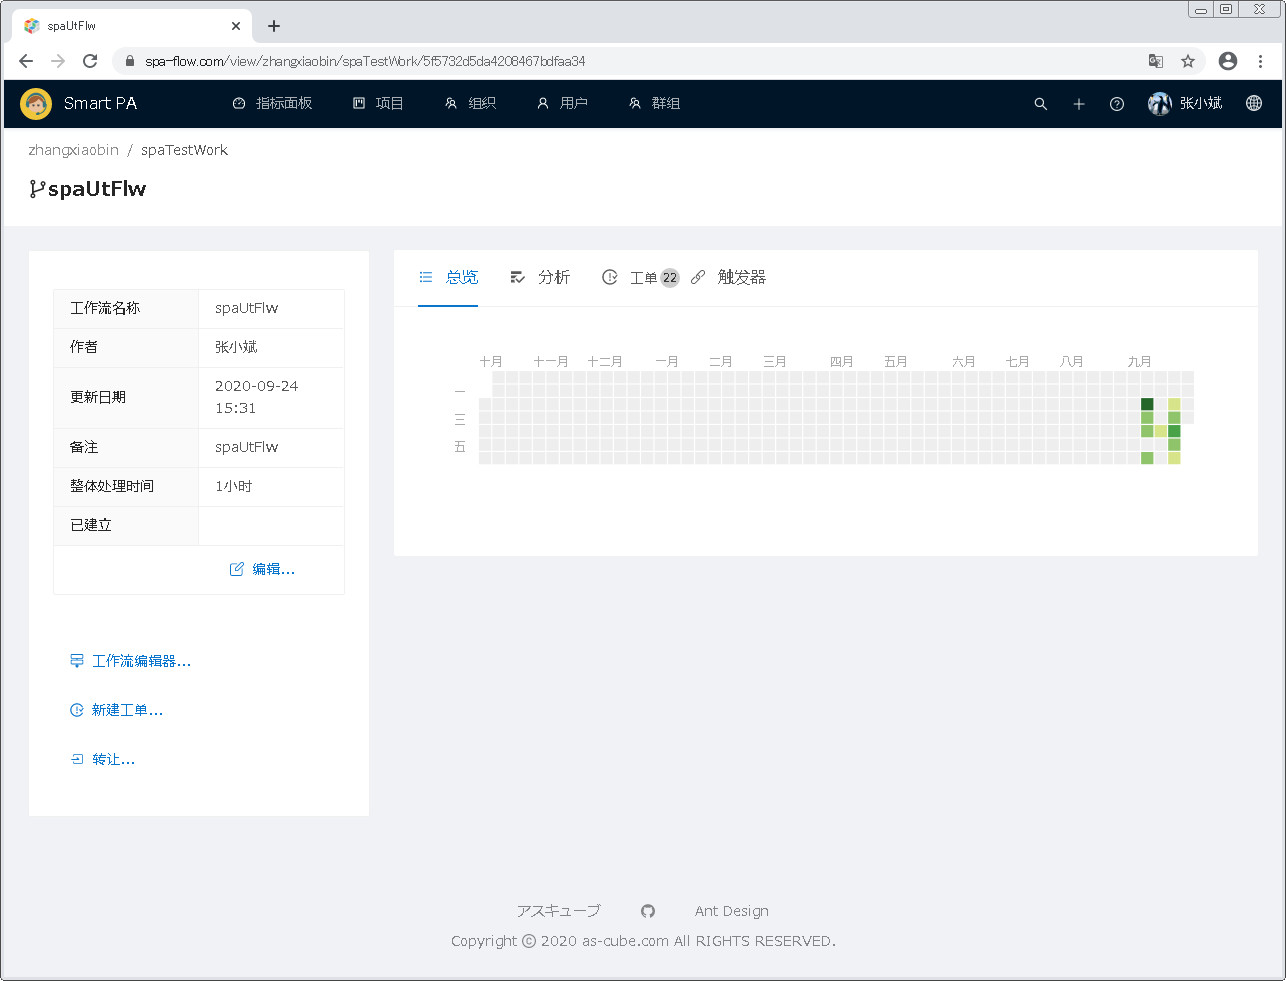 spaUtFlw
spa-flow.com/view/zhangxiaobin/spaTestWork/5f5732d5da4208467bdfaa34
Smart PA 指标面板 项目 组织 用户 群组 张小斌
zhangxiaobin / spaTestWork
spaUtFlw
总览 分析 工单 22 触发器
工作流名称 spaUtFlw
作者 张小斌
更新日期 2020-09-24
15:31
备注 spaUtFlw
整体处理时间 1小时
已建立
编辑...
工作流编辑器...
新建工单...
转让...
十月 十一月 十二月 一月 二月 三月 四月 五月 六月 七月 八月 九月
一
三
五
アスキューブ Ant Design
Copyright © 2020 as-cube.com All RIGHTS RESERVED.